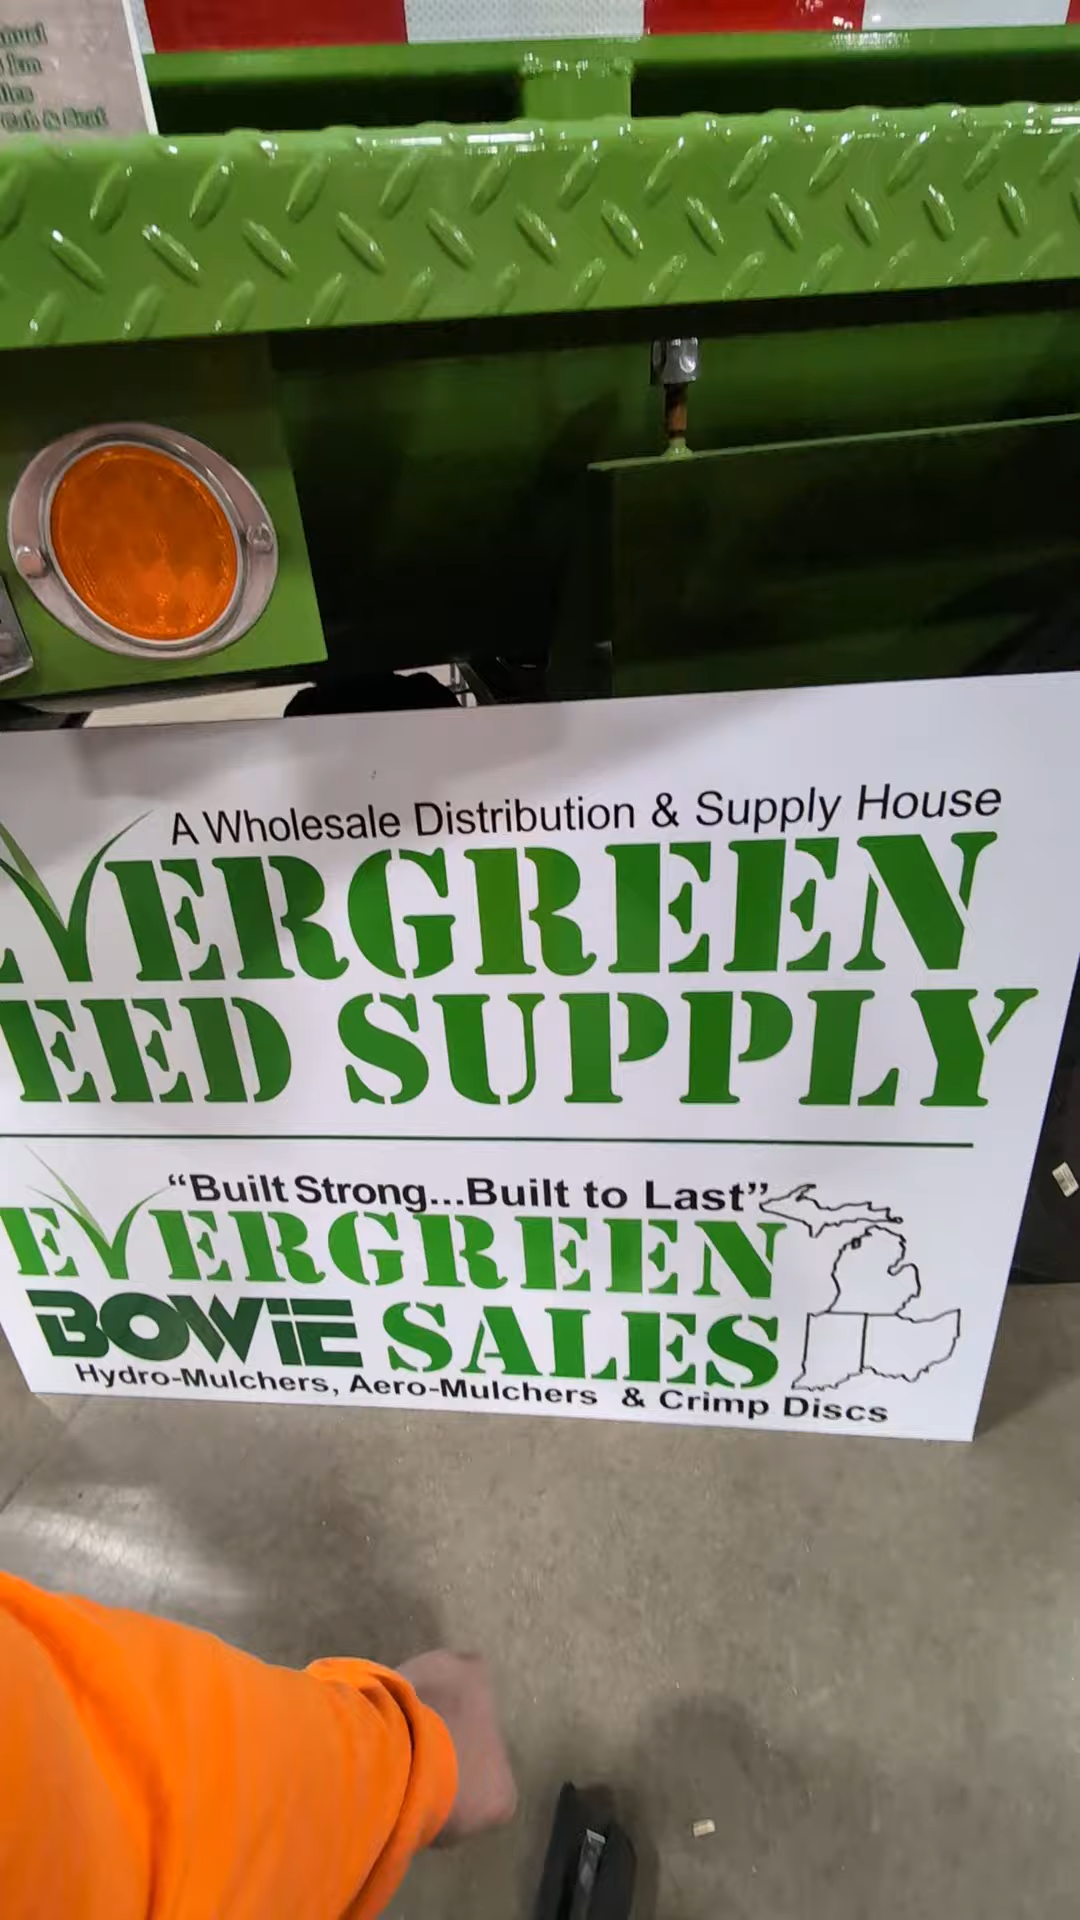 A Wholesale Distribution & Supply House
VERGREEN
EED SUPPLY
“Built Strong...Built to Last”
EVERGREEN
BOWIE SALES
Hydro-Mulchers, Aero-Mulchers & Crimp Discs